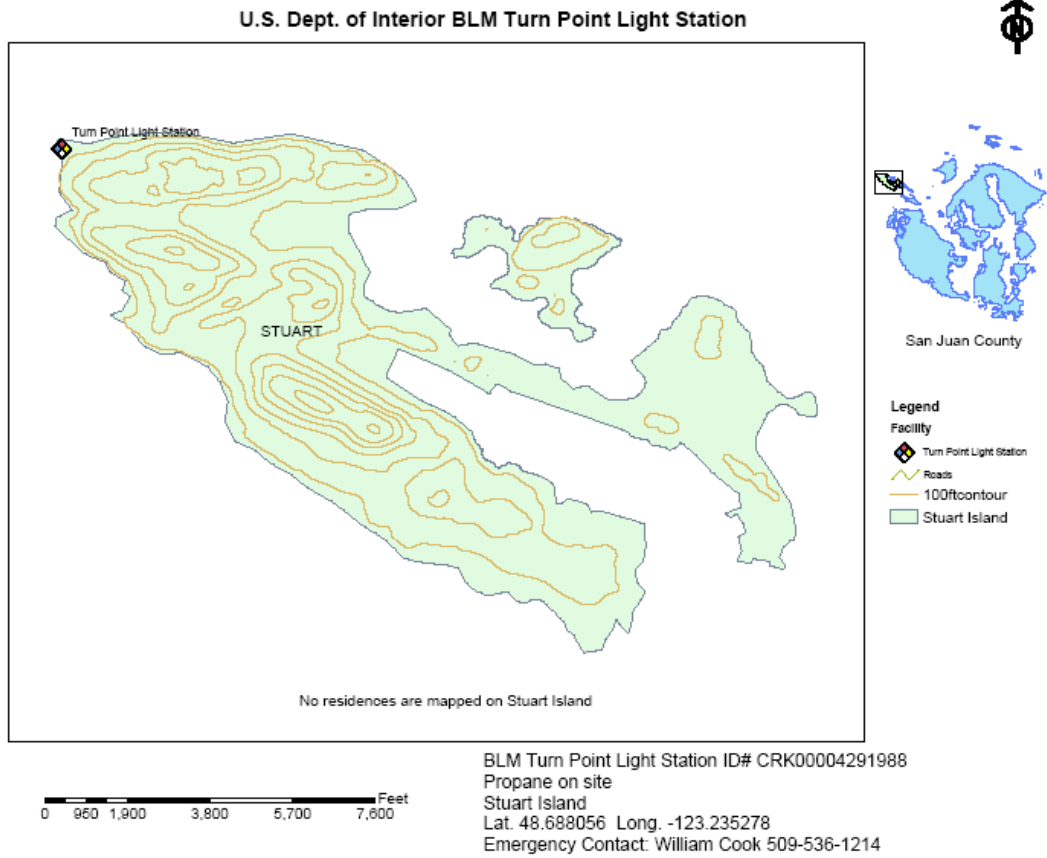 U.S. Dept. of Interior BLM Turn Point Light Station
N
Turn Point Light Station
STUART
San Juan County
Legend
Facility
Turn Point Light Station
Roads
100ftcontour
Stuart Island
No residences are mapped on Stuart Island
Feet
0 950 1,900 3,800 5,700 7,600
BLM Turn Point Light Station ID# CRK00004291988
Propane on site
Stuart Island
Lat. 48.688056 Long. -123.235278
Emergency Contact: William Cook 509-536-1214